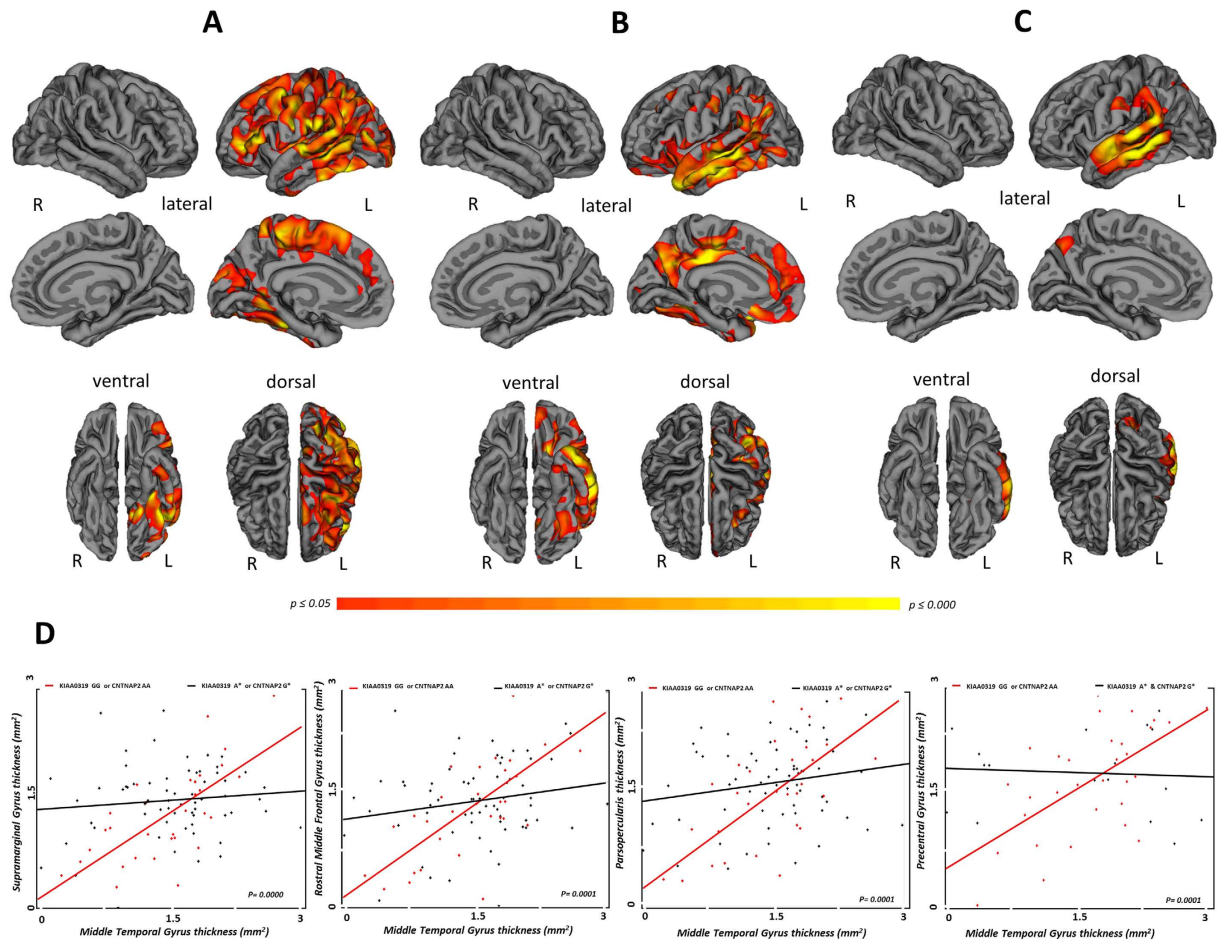 A
B
C
R lateral L
R lateral L
R lateral L
ventral dorsal
ventral dorsal
ventral dorsal
R L R L
R L R L
R L R L
p ≤ 0.05 p ≤ 0.000
D
KIAA0319 GG or CNTNAP2 AA KIAA0319 A* or CNTNAP2 G*
3
1.5
0
Supramarginal Gyrus thickness (mm²)
P= 0.0000
0 1.5 3
Middle Temporal Gyrus thickness (mm²)
KIAA0319 GG or CNTNAP2 AA KIAA0319 A* or CNTNAP2 G*
3
1.5
0
Rostral Middle Frontal Gyrus thickness (mm²)
P= 0.0001
0 1.5 3
Middle Temporal Gyrus thickness (mm²)
KIAA0319 GG or CNTNAP2 AA KIAA0319 A* or CNTNAP2 G*
3
1.5
0
Parsopercularis thickness (mm²)
P= 0.0001
0 1.5 3
Middle Temporal Gyrus thickness (mm²)
KIAA0319 GG or CNTNAP2 AA KIAA0319 A* & CNTNAP2 G*
3
1.5
0
Precentral Gyrus thickness (mm²)
P= 0.0001
0 1.5 3
Middle Temporal Gyrus thickness (mm²)